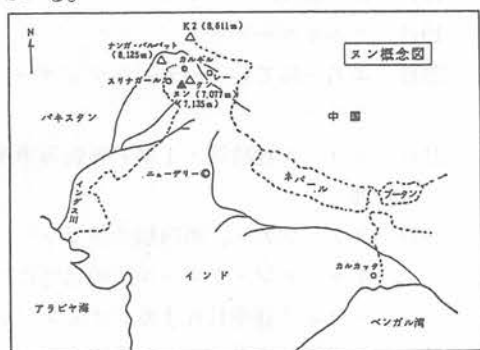 K2 (8,611m)
N
ヌン概念図
ナンガ・パルバット
(8,125m)
カルギル
レー
スリナガール
クン
ヌン (7,077m)
(7,135m)
パキスタン
中国
ニューデリー
ネパール
ブータン
インダス川
カルカッタ
インド
アラビヤ海
ベンガル湾